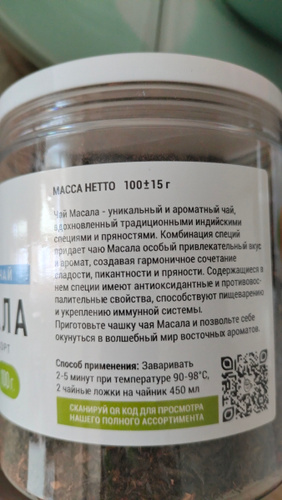 МАССА НЕТТО 100±15 г
Чай Масала - уникальный и ароматный чай,
вдохновленный традиционными индийскими
специями и пряностями. Комбинация специй
придает чаю Масала особый привлекательный вкус
и аромат, создавая гармоничное сочетание
сладости, пикантности и пряности. Содержащиеся в
нем специи имеют антиоксидантные и противовос-
палительные свойства, способствуют пищеварению
и укреплению иммунной системы.
Приготовьте чашку чая Масала и позвольте себе
окунуться в волшебный мир восточных ароматов.
Способ применения: Заваривать
2-5 минут при температуре 90-98°С,
2 чайные ложки на чайник 450 мл
СКАНИРУЙ QR КОД ДЛЯ ПРОСМОТРА
НАШЕГО ПОЛНОГО АССОРТИМЕНТА
ЛА